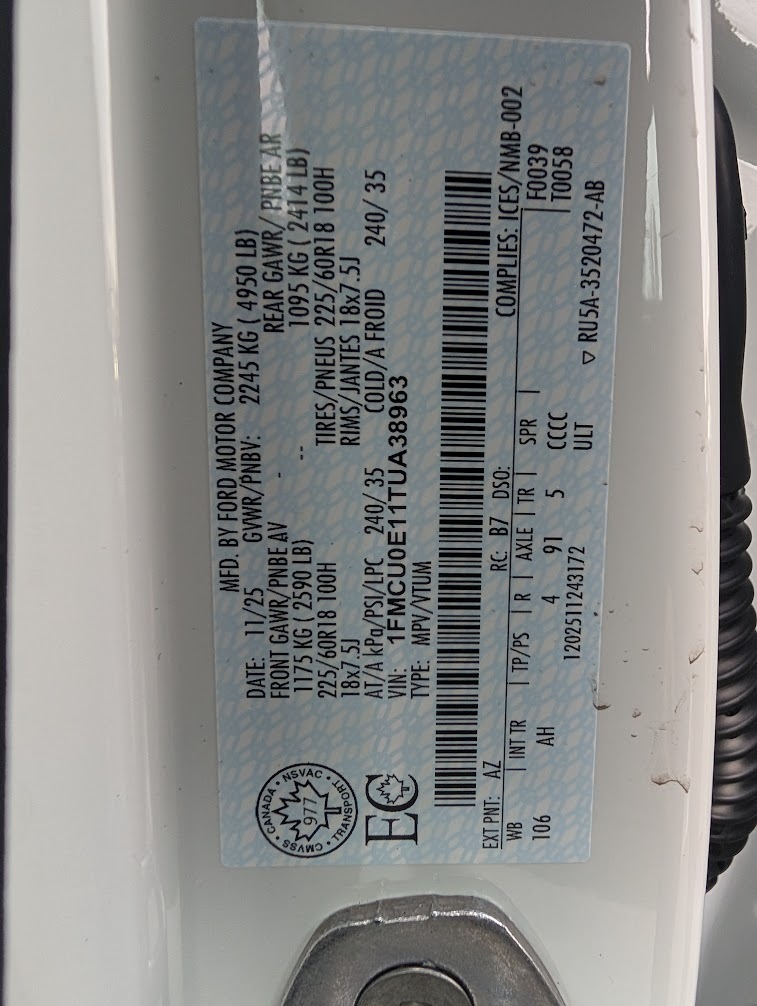 MFD. BY FORD MOTOR COMPANY
DATE: 11/25 GVWR/PNBV: 2245 KG ( 4950 LB)
FRONT GAWR/PNBE AV - REAR GAWR/ PNBE AR
1175 KG ( 2590 LB) -- 1095 KG ( 2414 LB)
225/60R18 100H TIRES/PNEUS 225/60R18 100H
18x7.5J RIMS/JANTES 18x7.5J
AT/A kPa/PSI/LPC 240/ 35 COLD/A FROID 240/ 35
VIN: 1FMCU0E11TUA38963
TYPE: MPV/VTUM
CANADA • NSVAC • TRANSPORT • CMVSS •
977
EC
COMPLIES: ICES/NMB-002
EXT PNT: AZ RC: B7 DSO:
F0039
WB | INT TR | TP/PS | R | AXLE | TR | SPR |
T0058
106 AH 4 91 5 CCCC
ULT
1202511243172
▽ RU5A-3520472-AB